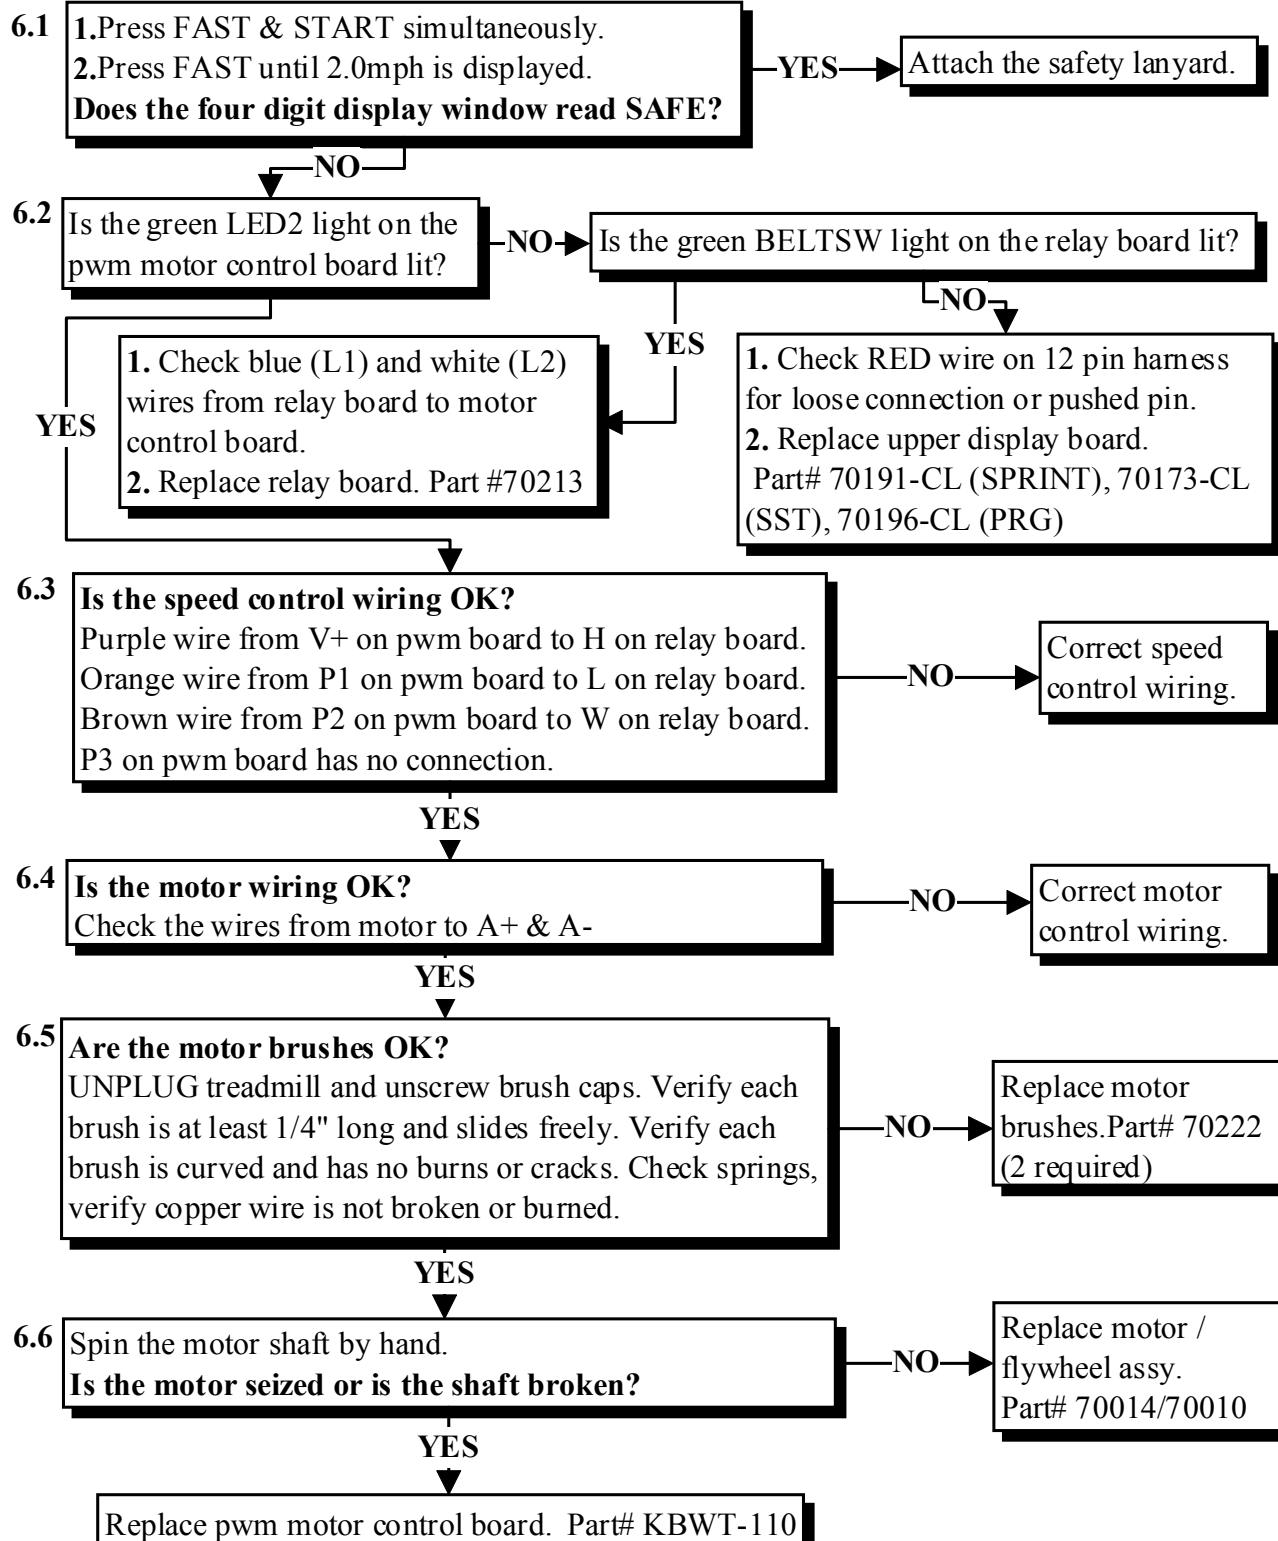 6.1
1.Press FAST & START simultaneously.
2.Press FAST until 2.0mph is displayed.
Does the four digit display window read SAFE?
YES
Attach the safety lanyard.
NO
6.2
Is the green LED2 light on the
pwm motor control board lit?
NO
Is the green BELTSW light on the relay board lit?
NO
YES
1. Check blue (L1) and white (L2)
wires from relay board to motor
control board.
2. Replace relay board. Part #70213
1. Check RED wire on 12 pin harness
for loose connection or pushed pin.
2. Replace upper display board.
Part# 70191-CL (SPRINT), 70173-CL
(SST), 70196-CL (PRG)
YES
6.3
Is the speed control wiring OK?
Purple wire from V+ on pwm board to H on relay board.
Orange wire from P1 on pwm board to L on relay board.
Brown wire from P2 on pwm board to W on relay board.
P3 on pwm board has no connection.
NO
Correct speed
control wiring.
YES
6.4
Is the motor wiring OK?
Check the wires from motor to A+ & A-
NO
Correct motor
control wiring.
YES
6.5
Are the motor brushes OK?
UNPLUG treadmill and unscrew brush caps. Verify each
brush is at least 1/4" long and slides freely. Verify each
brush is curved and has no burns or cracks. Check springs,
verify copper wire is not broken or burned.
NO
Replace motor
brushes.Part# 70222
(2 required)
YES
6.6
Spin the motor shaft by hand.
Is the motor seized or is the shaft broken?
NO
Replace motor /
flywheel assy.
Part# 70014/70010
YES
Replace pwm motor control board. Part# KBWT-110